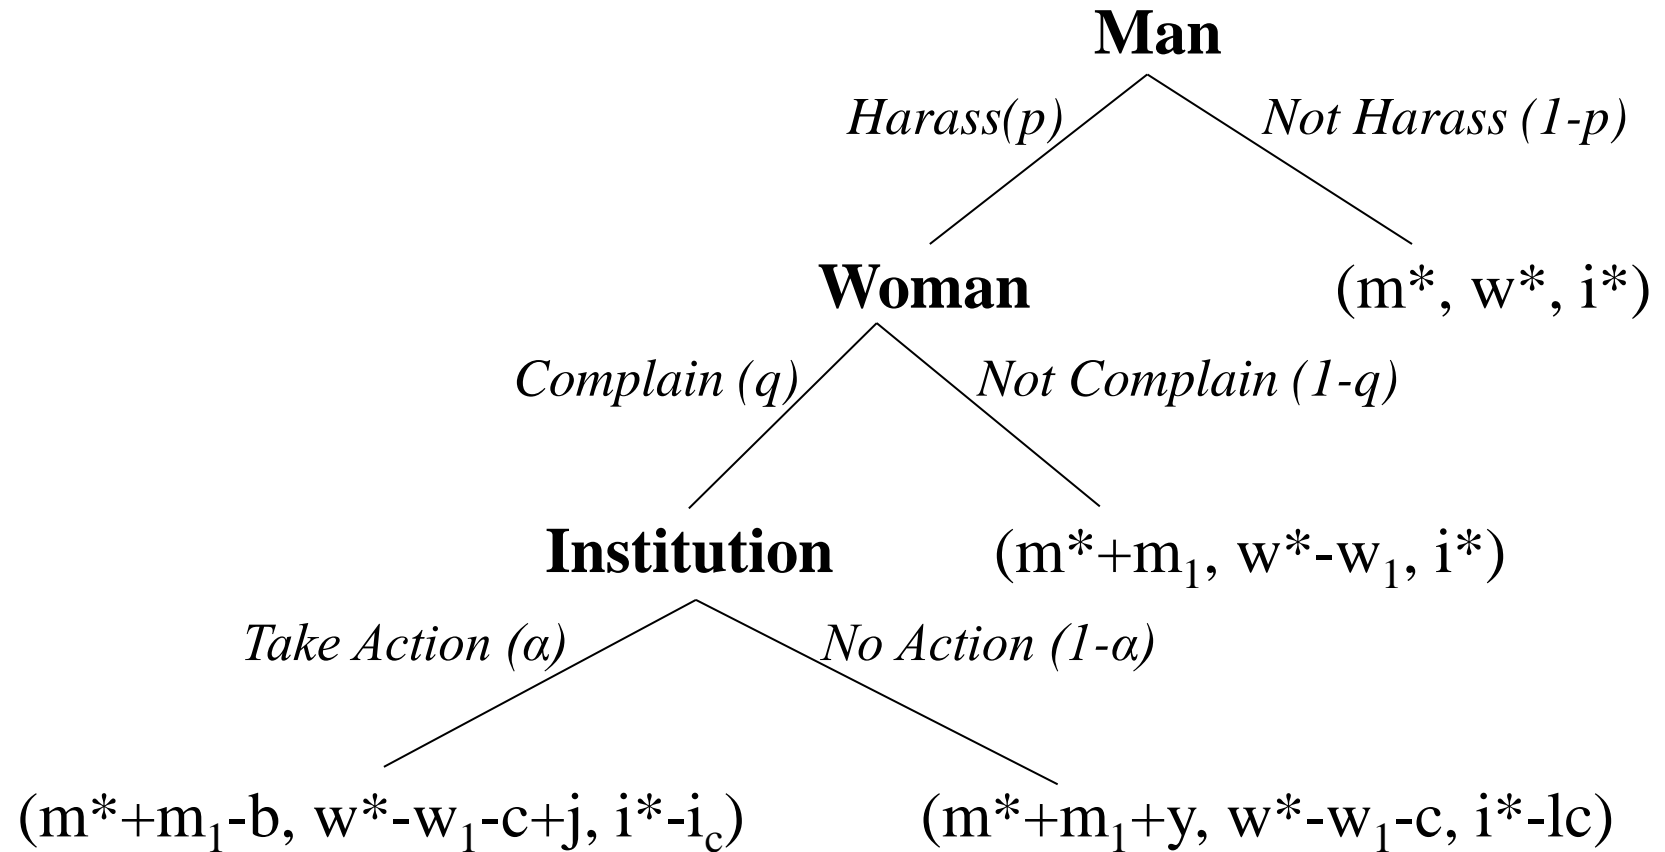 Man
Harass(p) Not Harass (1-p)
Woman (m*, w*, i*)
Complain (q) Not Complain (1-q)
Institution (m*+m₁, w*-w₁, i*)
Take Action (α) No Action (1-α)
(m*+m₁-b, w*-w₁-c+j, i*-i_c) (m*+m₁+y, w*-w₁-c, i*-lc)